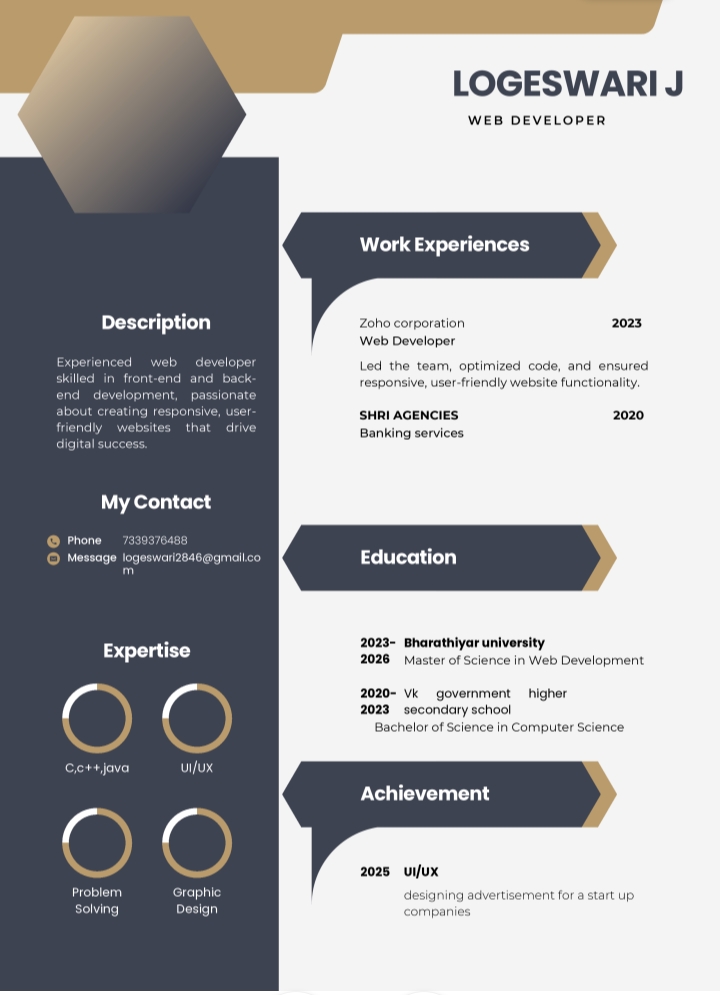 LOGESWARI J
WEB DEVELOPER
Description
Experienced web developer
skilled in front-end and back-
end development, passionate
about creating responsive, user-
friendly websites that drive
digital success.
My Contact
Phone 7339376488
Message logeswari2846@gmail.co
m
Expertise
C,c++,java UI/UX
Problem Graphic
Solving Design
Work Experiences
Zoho corporation 2023
Web Developer
Led the team, optimized code, and ensured
responsive, user-friendly website functionality.
SHRI AGENCIES 2020
Banking services
Education
2023- Bharathiyar university
2026 Master of Science in Web Development
2020- Vk government higher
2023 secondary school
Bachelor of Science in Computer Science
Achievement
2025 UI/UX
designing advertisement for a start up
companies